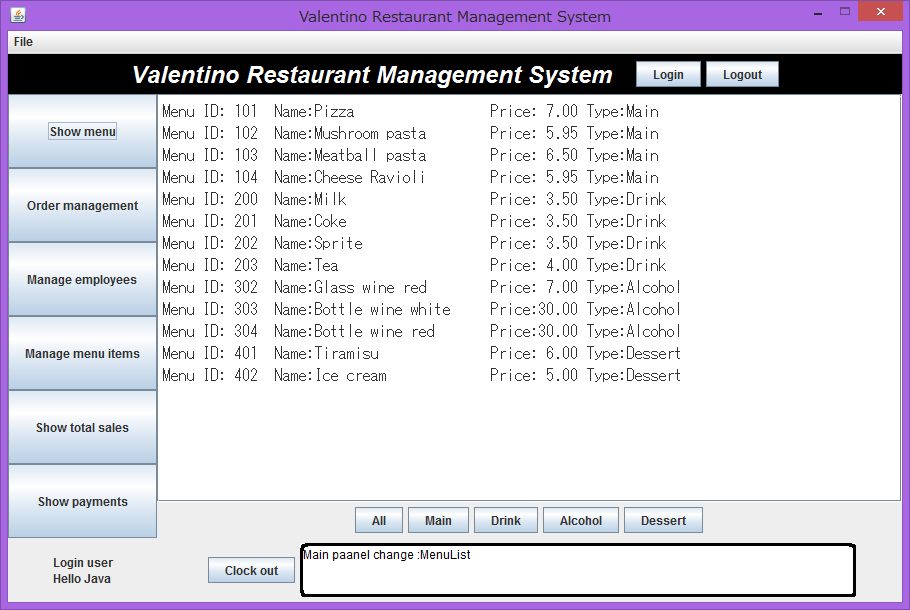 Valentino Restaurant Management System
File
Valentino Restaurant Management System Login Logout
Show menu
Order management
Manage employees
Manage menu items
Show total sales
Show payments
Menu ID: 101 Name:Pizza Price: 7.00 Type:Main
Menu ID: 102 Name:Mushroom pasta Price: 5.95 Type:Main
Menu ID: 103 Name:Meatball pasta Price: 6.50 Type:Main
Menu ID: 104 Name:Cheese Ravioli Price: 5.95 Type:Main
Menu ID: 200 Name:Milk Price: 3.50 Type:Drink
Menu ID: 201 Name:Coke Price: 3.50 Type:Drink
Menu ID: 202 Name:Sprite Price: 3.50 Type:Drink
Menu ID: 203 Name:Tea Price: 4.00 Type:Drink
Menu ID: 302 Name:Glass wine red Price: 7.00 Type:Alcohol
Menu ID: 303 Name:Bottle wine white Price:30.00 Type:Alcohol
Menu ID: 304 Name:Bottle wine red Price:30.00 Type:Alcohol
Menu ID: 401 Name:Tiramisu Price: 6.00 Type:Dessert
Menu ID: 402 Name:Ice cream Price: 5.00 Type:Dessert
All Main Drink Alcohol Dessert
Login user
Hello Java
Clock out
Main paanel change :MenuList